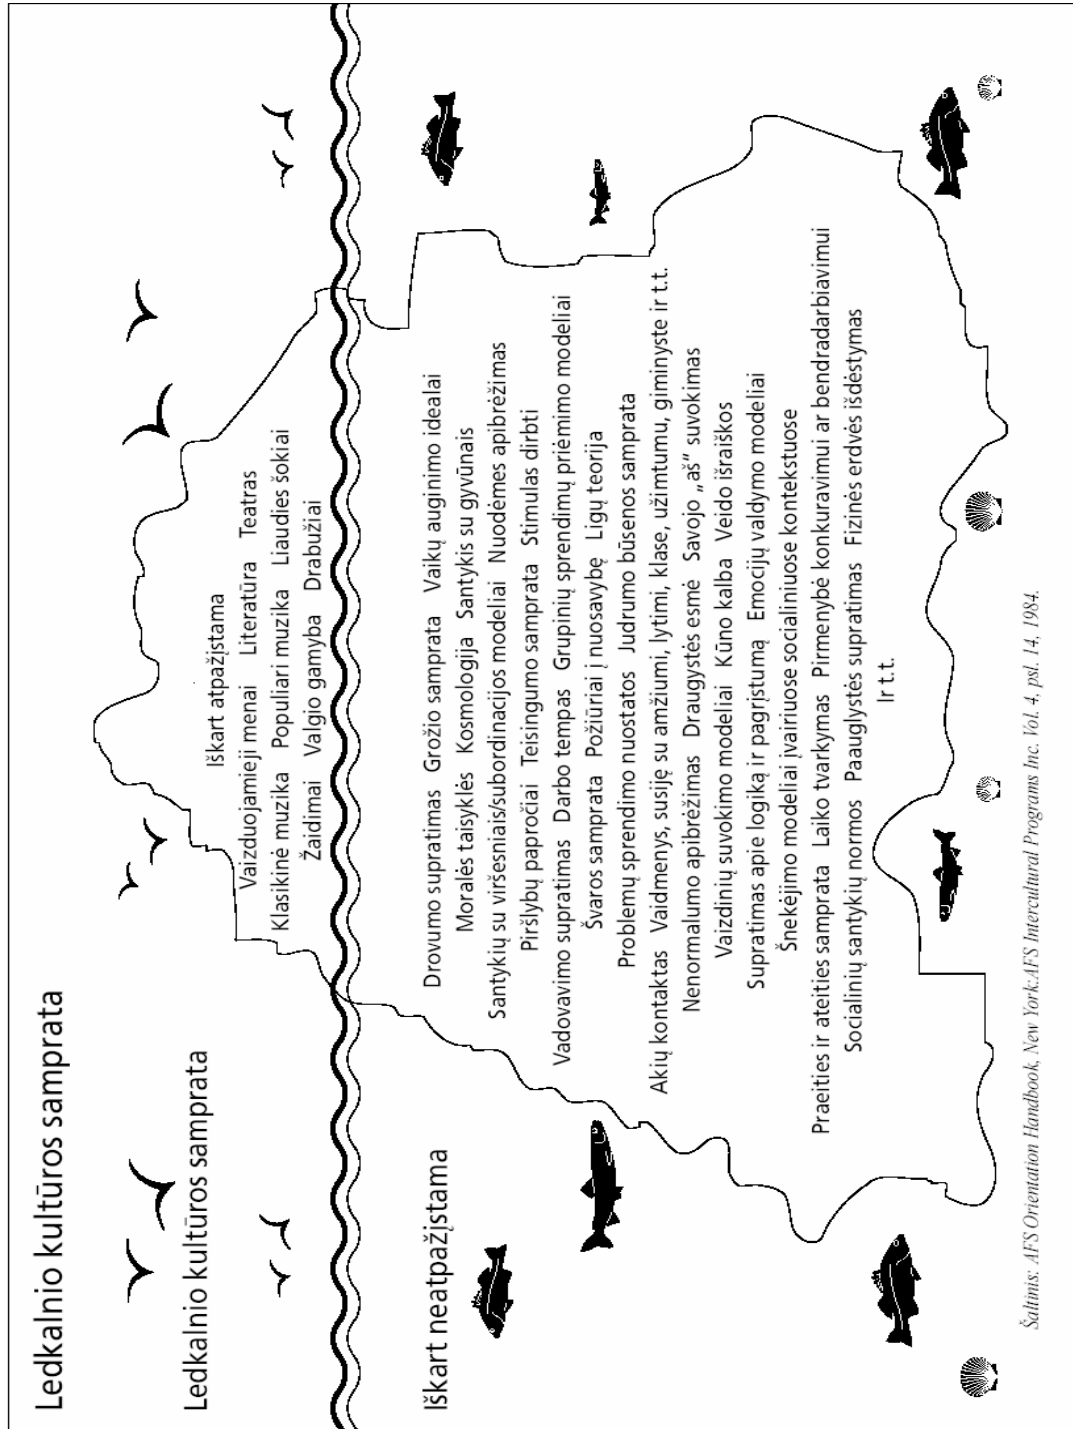 Ledkalnio kultūros samprata
Ledkalnio kultūros samprata
Iškart atpažįstama
Vaizduojamieji menai Literatūra Teatras
Klasikinė muzika Populiari muzika Liaudies šokiai
Žaidimai Valgio gamyba Drabužiai
Iškart neatpažįstama
Drovumo supratimas Grožio samprata Vaikų auginimo idealai
Moralės taisyklės Kosmologija Santykis su gyvūnais
Santykių su viršesniais/subordinacijos modeliai Nuodėmes apibrėžimas
Piršlybų papročiai Teisingumo samprata Stimulas dirbti
Vadovavimo supratimas Darbo tempas Grupinių sprendimų priėmimo modeliai
Švaros samprata Požiūriai į nuosavybę Ligų teorija
Problemų sprendimo nuostatos Judrumo būsenos samprata
Akių kontaktas Vaidmenys, susiję su amžiumi, lytimi, klase, užimtumu, giminyste ir t.t.
Nenormalumo apibrėžimas Draugystės esmė Savojo „aš“ suvokimas
Vaizdinių suvokimo modeliai Kūno kalba Veido išraiškos
Supratimas apie logiką ir pagrįstumą Emocijų valdymo modeliai
Šnekėjimo modeliai įvairiuose socialiniuose kontekstuose
Praeities ir ateities samprata Laiko tvarkymas Pirmenybė konkuravimui ar bendradarbiavimui
Socialinių santykių normos Paauglystės supratimas Fizinės erdvės išdėstymas
Ir t.t.
Šaltinis: AFS Orientation Handbook, New York:AFS Intercultural Programs Inc. Vol. 4, psl. 14, 1984.